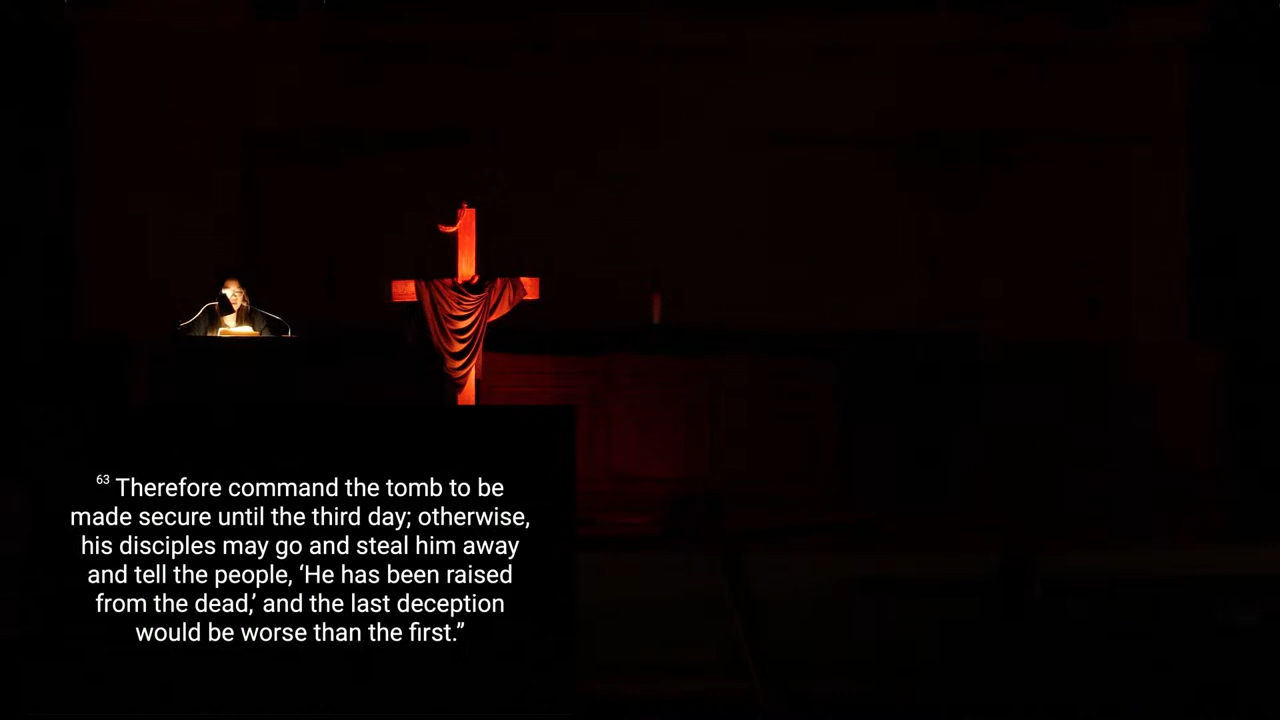 63 Therefore command the tomb to be
made secure until the third day; otherwise,
his disciples may go and steal him away
and tell the people, ‘He has been raised
from the dead,’ and the last deception
would be worse than the first.”